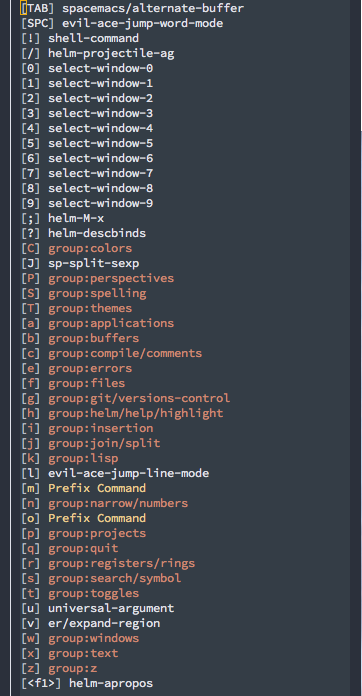 [TAB] spacemacs/alternate-buffer
[SPC] evil-ace-jump-word-mode
[!] shell-command
[/] helm-projectile-ag
[0] select-window-0
[1] select-window-1
[2] select-window-2
[3] select-window-3
[4] select-window-4
[5] select-window-5
[6] select-window-6
[7] select-window-7
[8] select-window-8
[9] select-window-9
[;] helm-M-x
[?] helm-descbinds
[C] group:colors
[J] sp-split-sexp
[P] group:perspectives
[S] group:spelling
[T] group:themes
[a] group:applications
[b] group:buffers
[c] group:compile/comments
[e] group:errors
[f] group:files
[g] group:git/versions-control
[h] group:helm/help/highlight
[i] group:insertion
[j] group:join/split
[k] group:lisp
[l] evil-ace-jump-line-mode
[m] Prefix Command
[n] group:narrow/numbers
[o] Prefix Command
[p] group:projects
[q] group:quit
[r] group:registers/rings
[s] group:search/symbol
[t] group:toggles
[u] universal-argument
[v] er/expand-region
[w] group:windows
[x] group:text
[z] group:z
[<f1>] helm-apropos